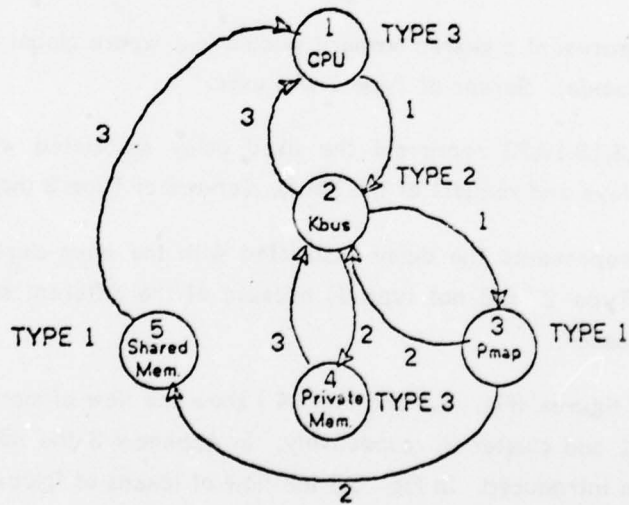 1
CPU
TYPE 3
3
3
1
TYPE 2
2
Kbus
1
TYPE 1
5
Shared
Mem.
3
2
2
3
Pmap
TYPE 1
4
Private
Mem.
TYPE 3
2